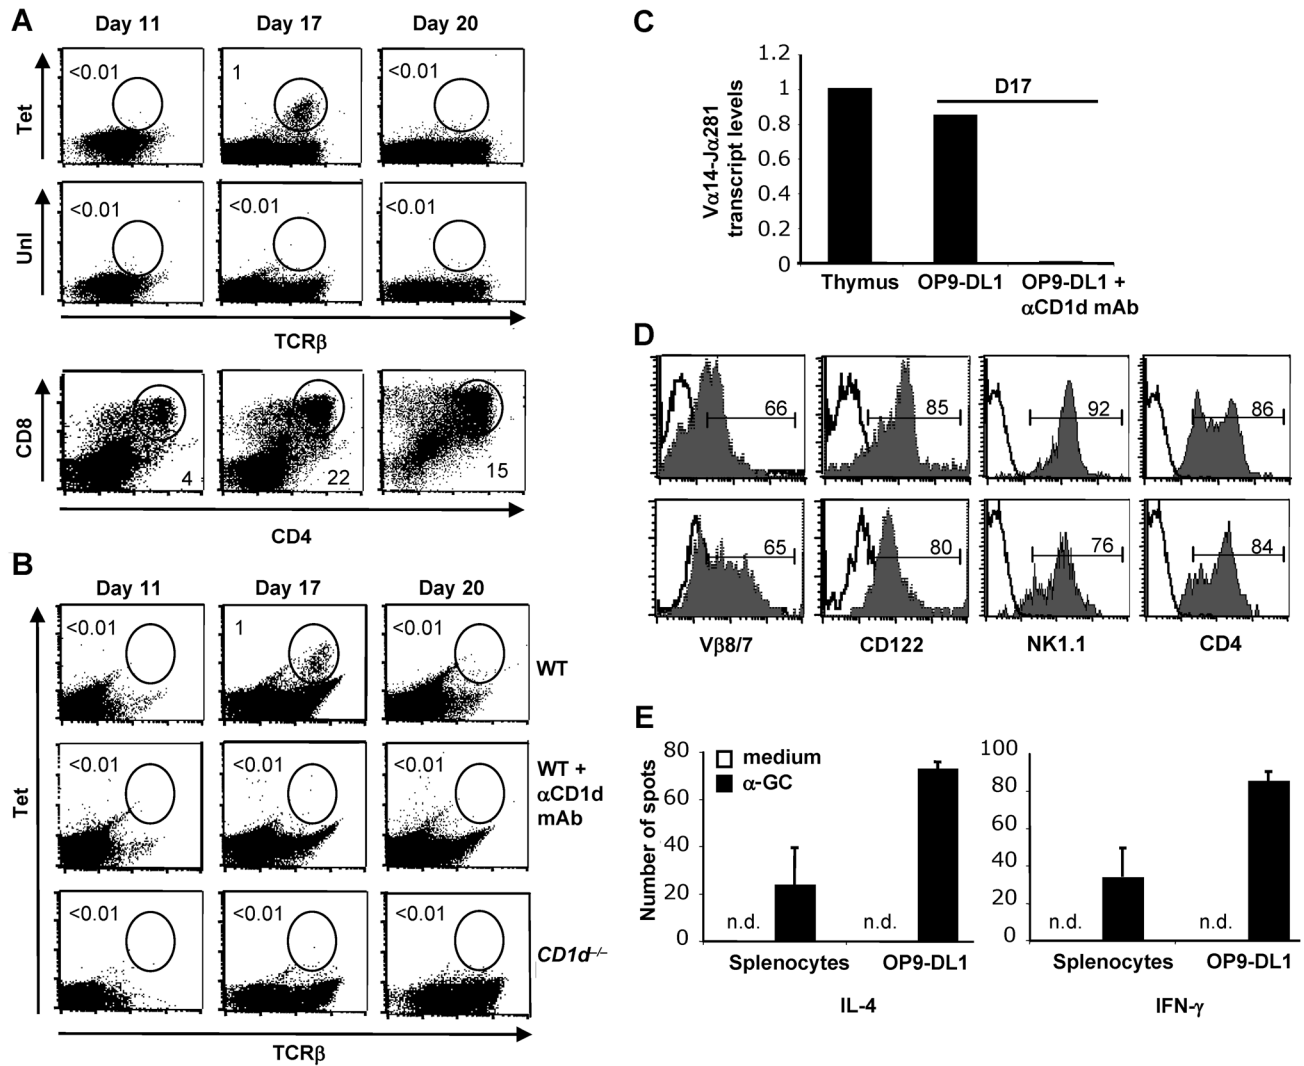 A
Day 11 Day 17 Day 20
Tet
<0.01 1 <0.01
Unl
<0.01 <0.01 <0.01
TCRβ
CD8
4 22 15
CD4
B
Day 11 Day 17 Day 20
Tet
<0.01 1 <0.01
WT
<0.01 <0.01 <0.01
WT +
αCD1d
mAb
<0.01 <0.01 <0.01
CD1d–/–
TCRβ
C
Vα14-Jα281
transcript levels
1.2
1
0.8
0.6
0.4
0.2
0
D17
Thymus OP9-DL1 OP9-DL1 +
αCD1d mAb
D
66 85 92 86
65 80 76 84
Vβ8/7 CD122 NK1.1 CD4
E
Number of spots
80
60
40
20
0
medium
α-GC
n.d. n.d.
Splenocytes OP9-DL1
IL-4
100
80
60
40
20
0
n.d. n.d.
Splenocytes OP9-DL1
IFN-γ